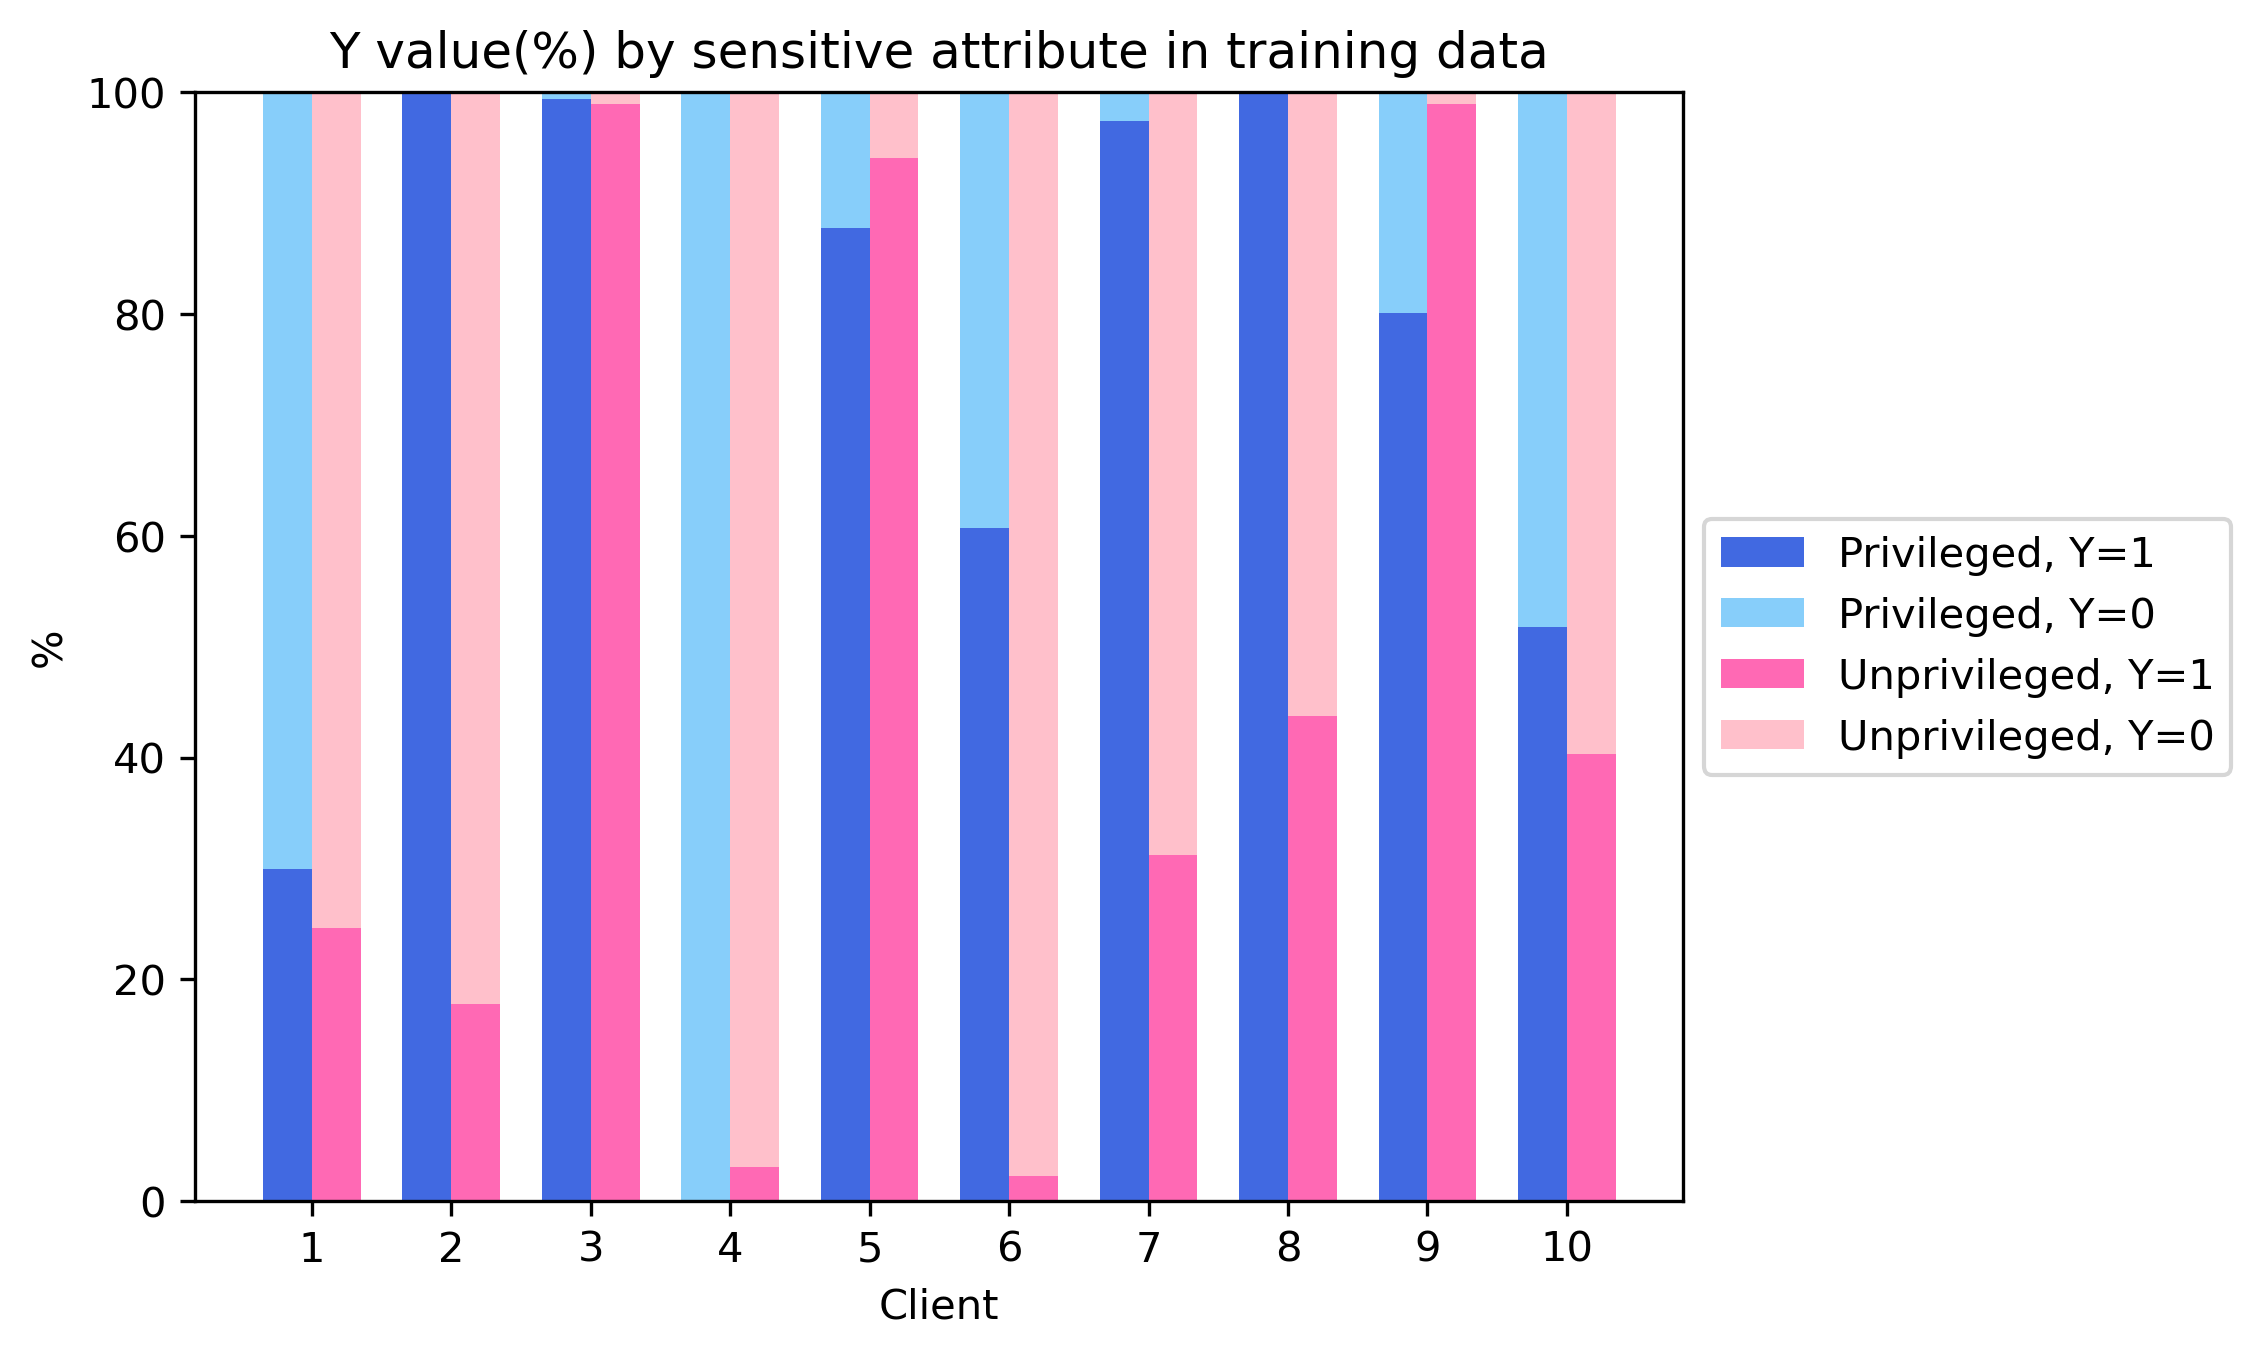 Y value(%) by sensitive attribute in training data
100
80
60
40
20
0
%
1 2 3 4 5 6 7 8 9 10
Client
Privileged, Y=1
Privileged, Y=0
Unprivileged, Y=1
Unprivileged, Y=0